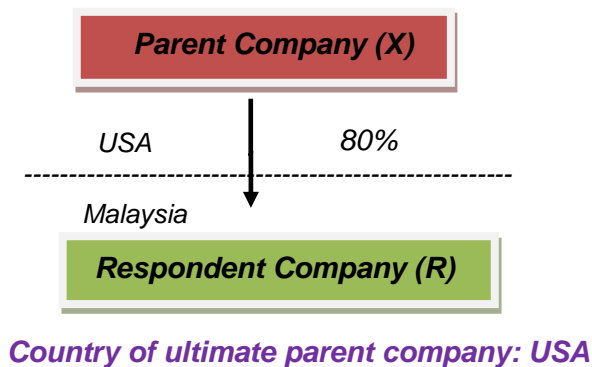 Parent Company (X)
USA 80%
Malaysia
Respondent Company (R)
Country of ultimate parent company: USA